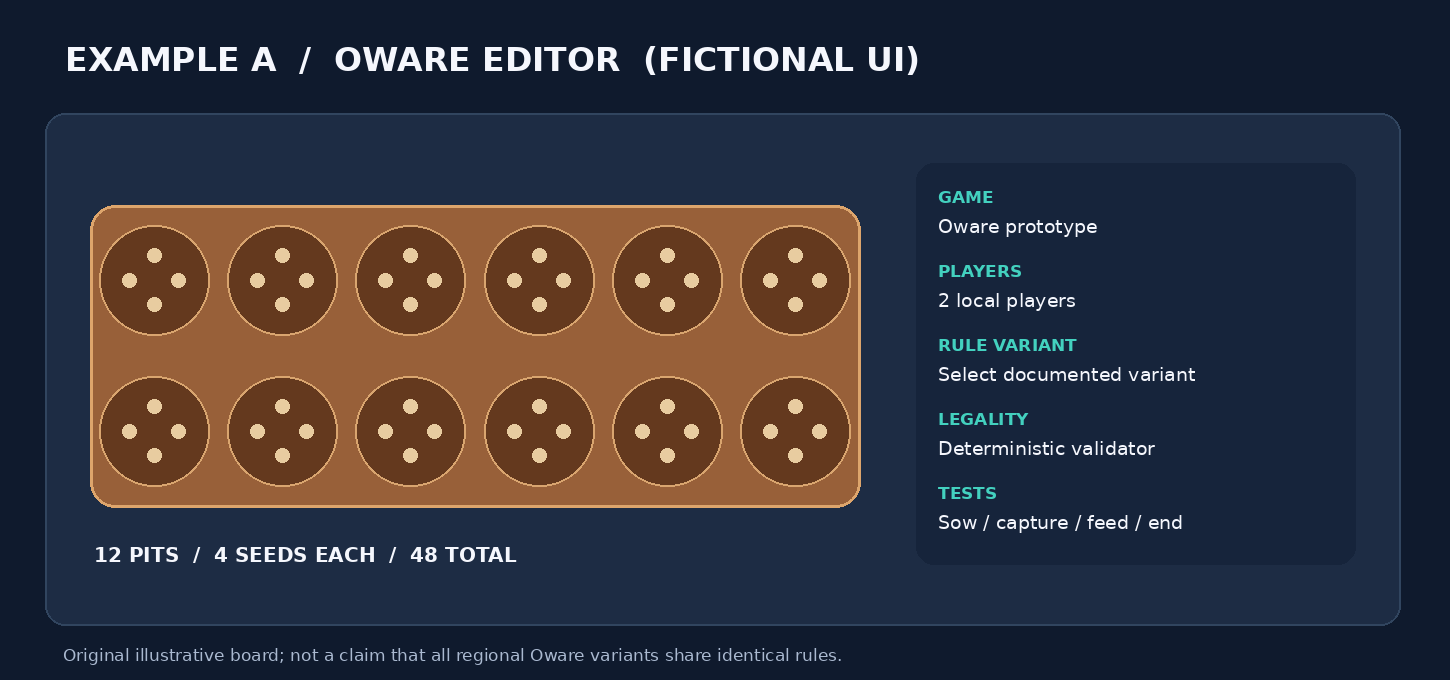 EXAMPLE A / OWARE EDITOR (FICTIONAL UI)
GAME
Oware prototype
PLAYERS
2 local players
RULE VARIANT
Select documented variant
LEGALITY
Deterministic validator
TESTS
Sow / capture / feed / end
12 PITS / 4 SEEDS EACH / 48 TOTAL
Original illustrative board; not a claim that all regional Oware variants share identical rules.